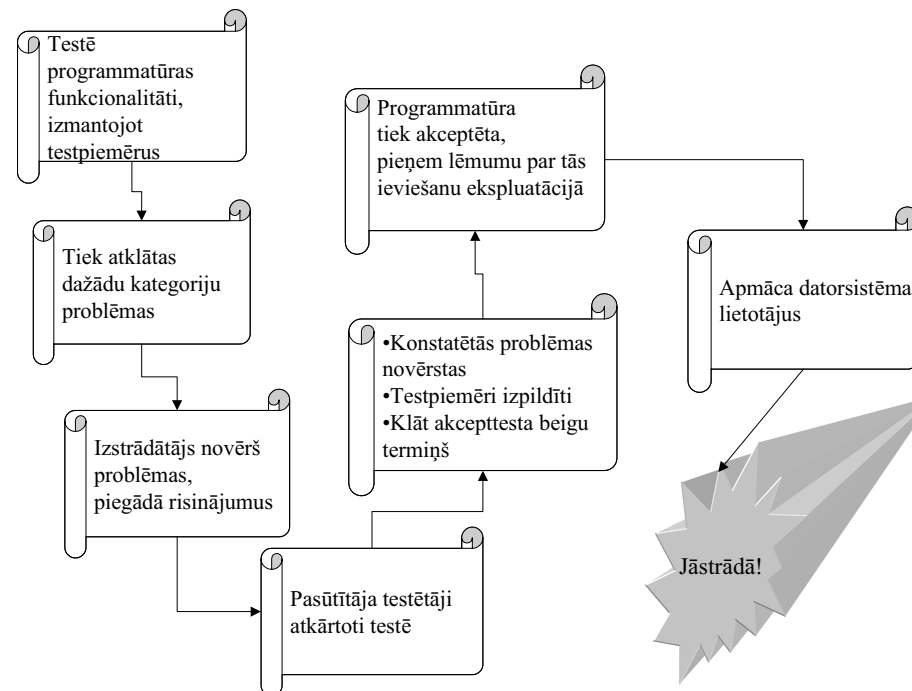 Testē
programmatūras
funkcionalitāti,
izmantojot
testpiemērus
Tiek atklātas
dažādu kategoriju
problēmas
Izstrādātājs novērš
problēmas,
piegādā risinājumus
Pasūtītāja testētāji
atkārtoti testē
•Konstatētās problēmas
novērstas
•Testpiemēri izpildīti
•Klāt akcepttesta beigu
termiņš
Programmatūra
tiek akceptēta,
pieņem lēmumu par tās
ieviešanu ekspluatācijā
Apmāca datorsistēma
lietotājus
Jāstrādā!